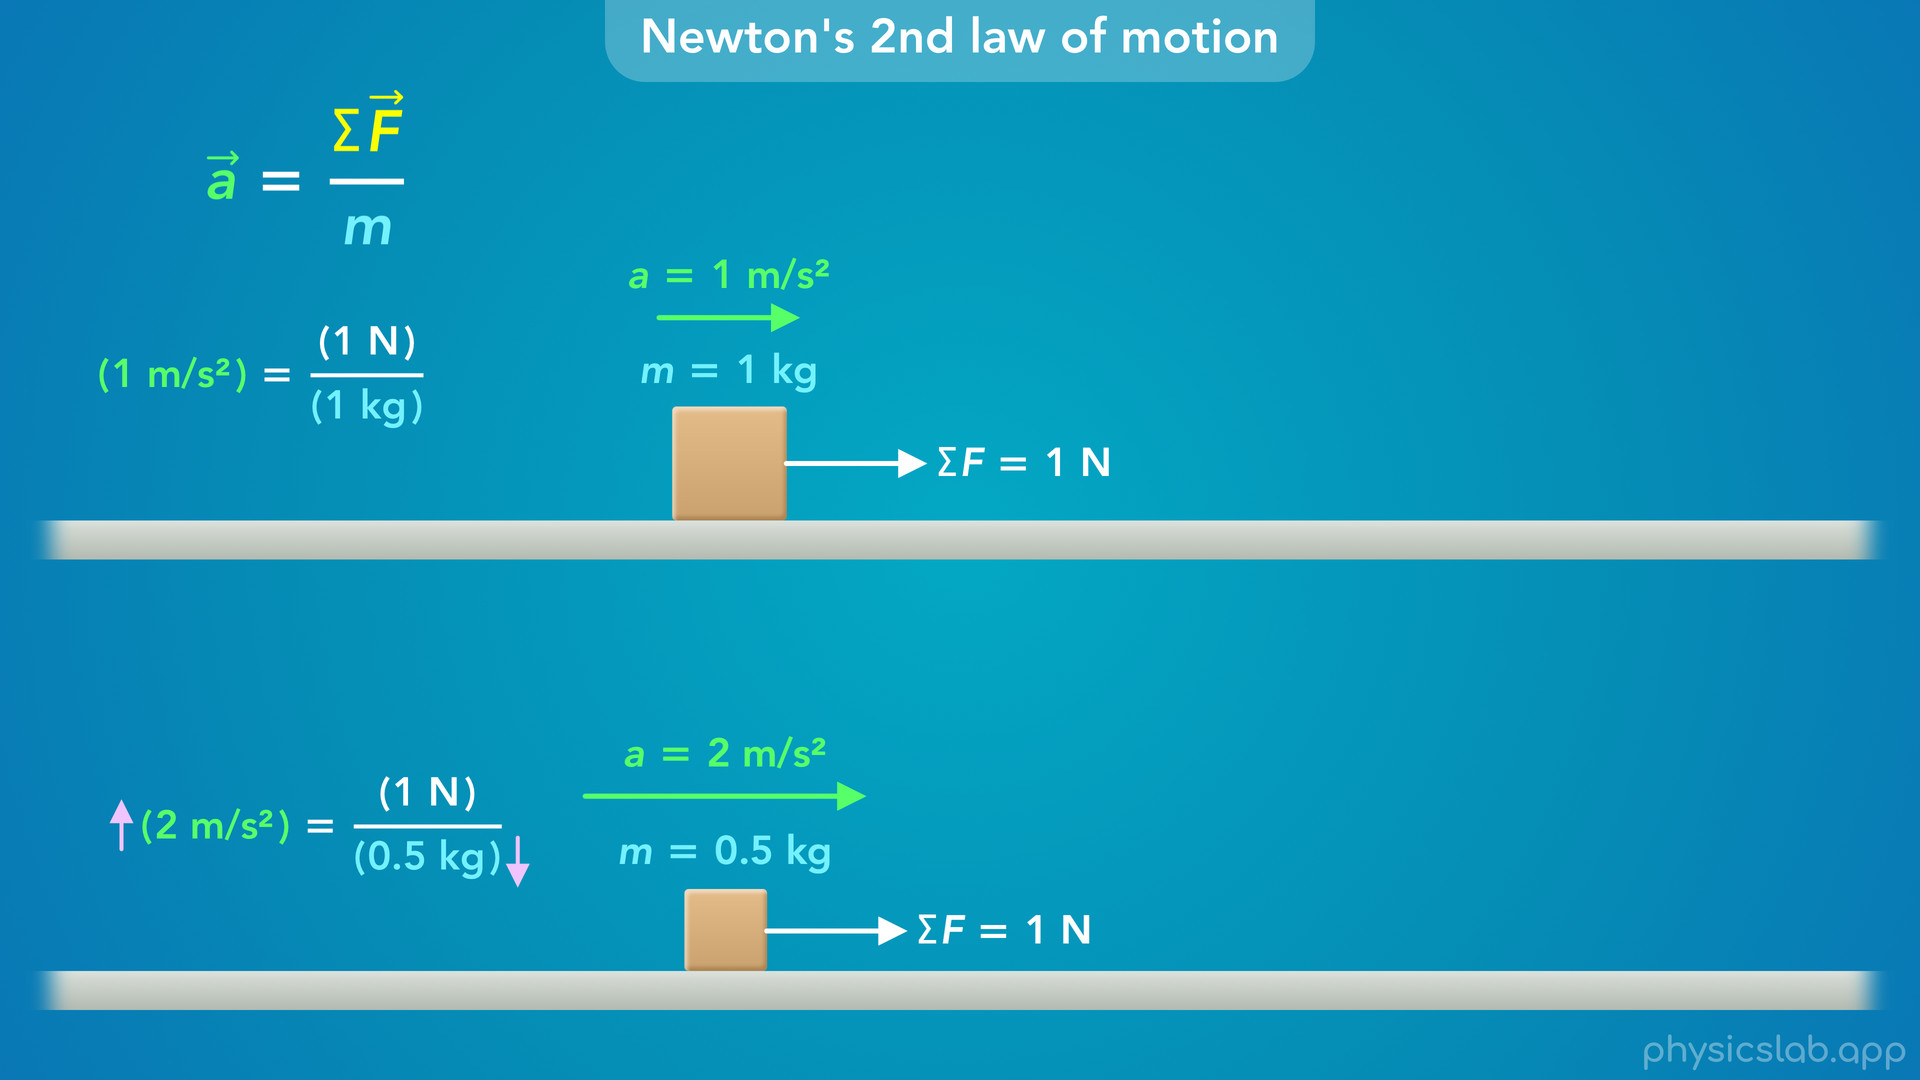 Newton's 2nd law of motion
a⃗ = ΣF⃗ / m
a = 1 m/s²
(1 m/s²) = (1 N) / (1 kg)
m = 1 kg
ΣF = 1 N
a = 2 m/s²
(2 m/s²) = (1 N) / (0.5 kg)
m = 0.5 kg
ΣF = 1 N
physicslab.app